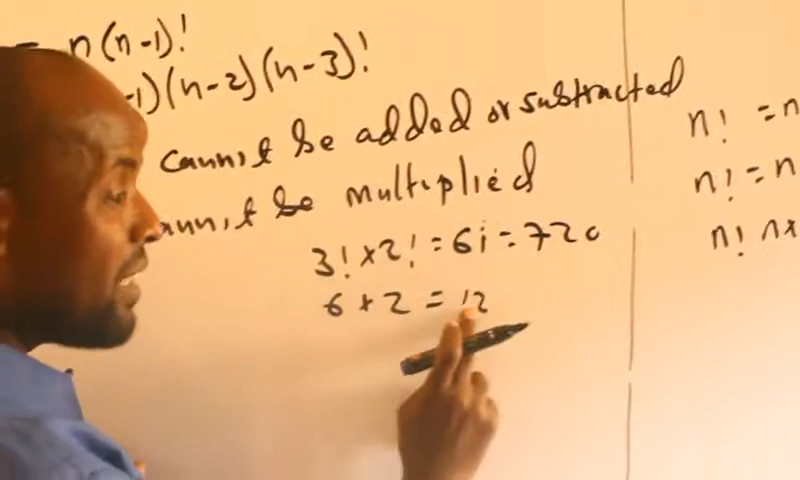 = n(n-1)!
-1)(n-2)(n-3)!
cannot be added or subtracted
annot be multiplied
3! × 2! = 6! = 720
6 × 2 = 12
n! = n
n! = n
n! n×